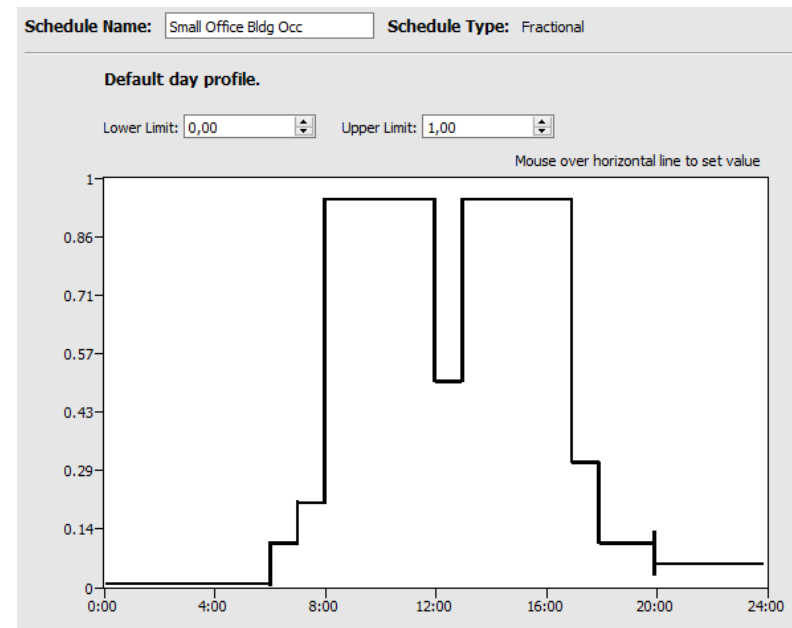 Schedule Name: Small Office Bldg Occ Schedule Type: Fractional
Default day profile.
Lower Limit: 0,00 Upper Limit: 1,00
Mouse over horizontal line to set value
1
0.86
0.71
0.57
0.43
0.29
0.14
0
0:00 4:00 8:00 12:00 16:00 20:00 24:00